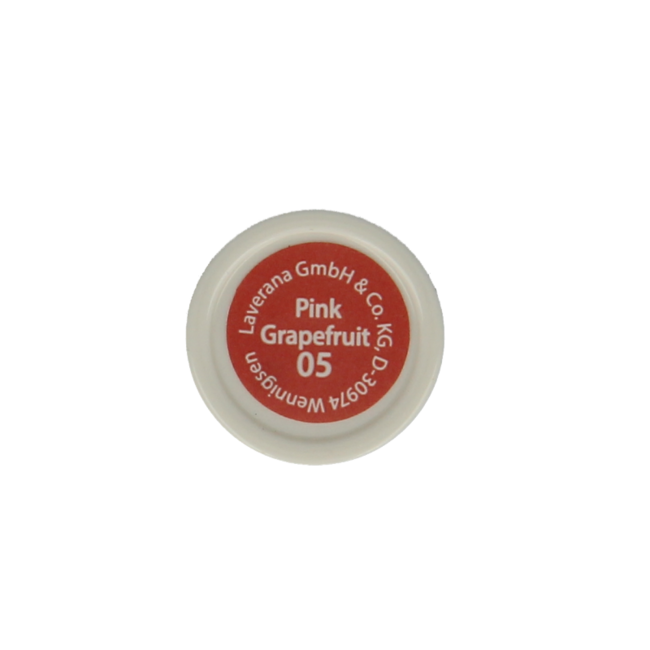 Laverana GmbH & Co. KG, D-30974 Wennigsen
Pink
Grapefruit
05